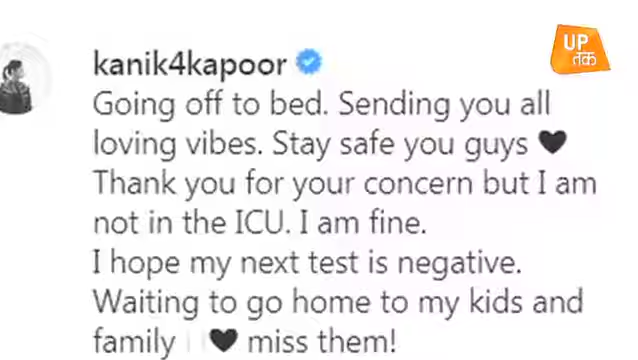 UP
तक
kanik4kapoor
Going off to bed. Sending you all
loving vibes. Stay safe you guys 🖤
Thank you for your concern but I am
not in the ICU. I am fine.
I hope my next test is negative.
Waiting to go home to my kids and
family 🖤 miss them!